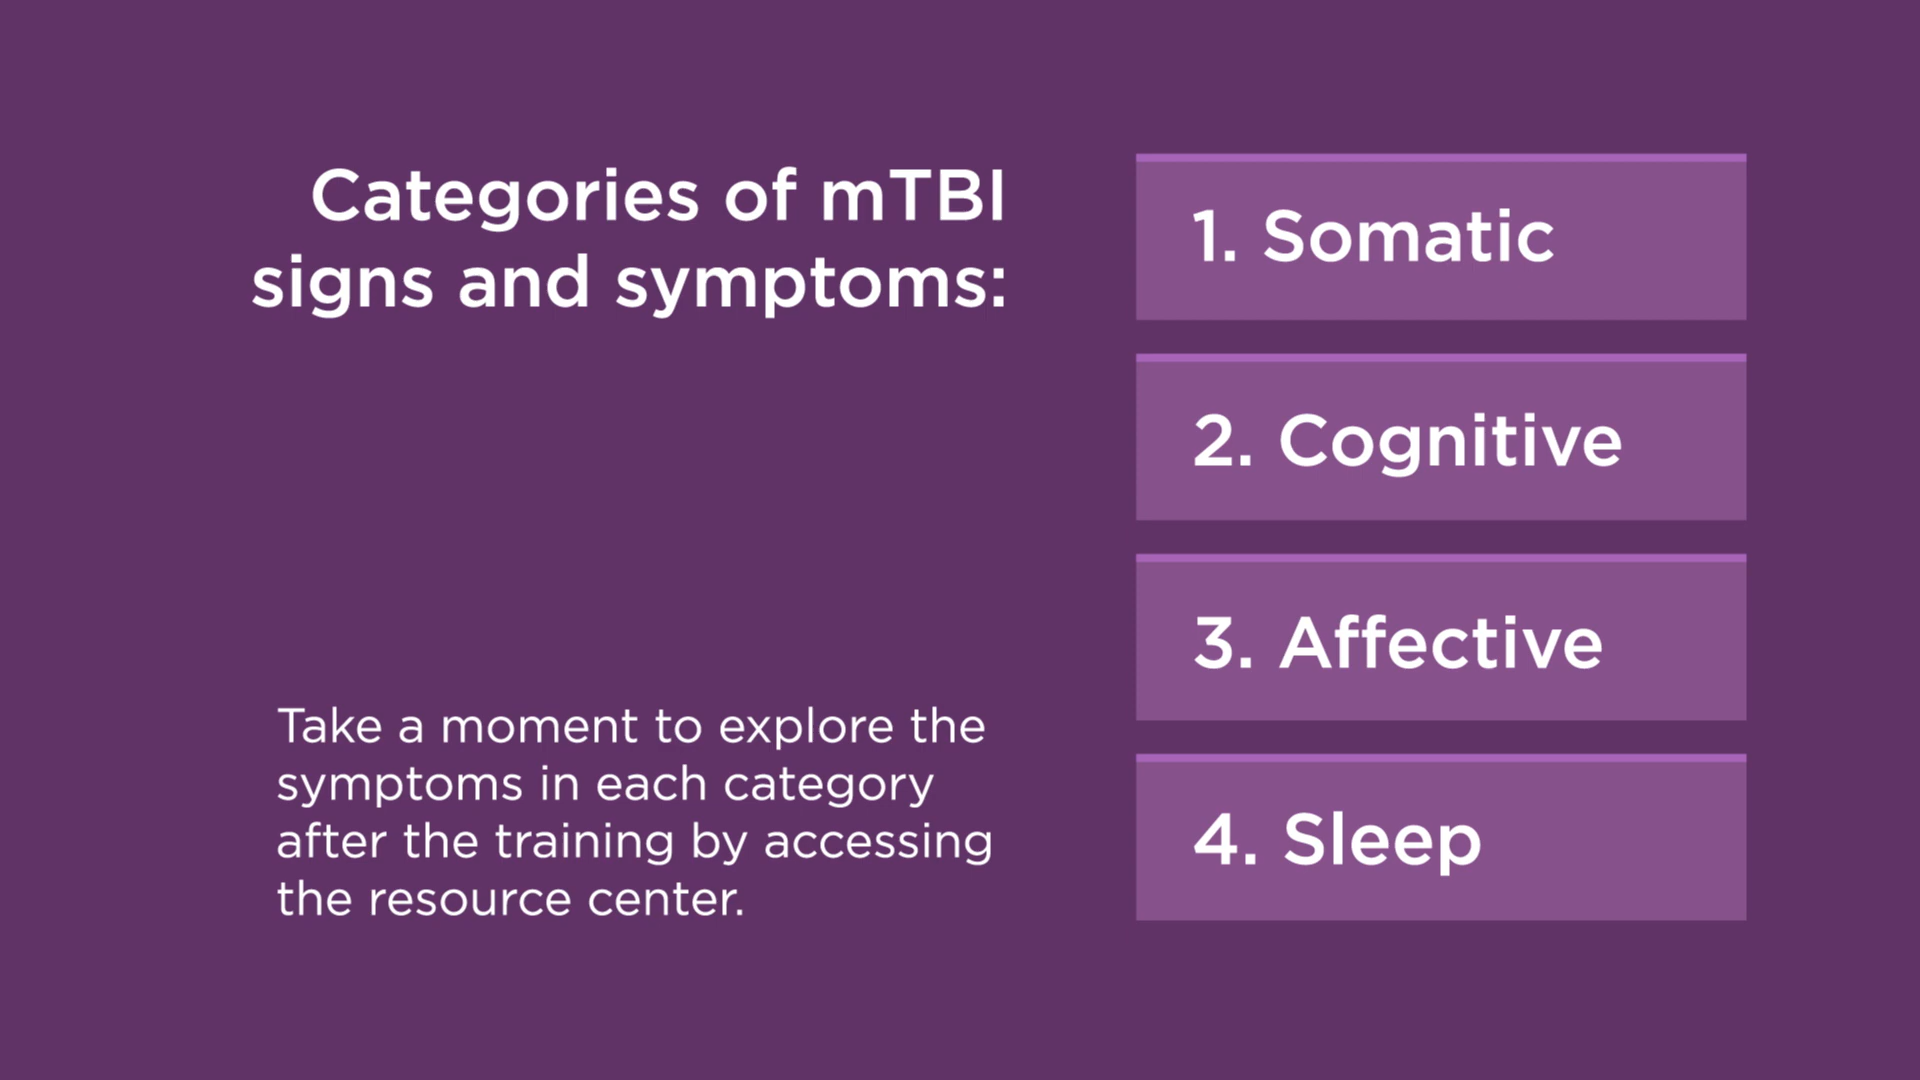 Categories of mTBI
signs and symptoms:
Take a moment to explore the
symptoms in each category
after the training by accessing
the resource center.
1. Somatic
2. Cognitive
3. Affective
4. Sleep